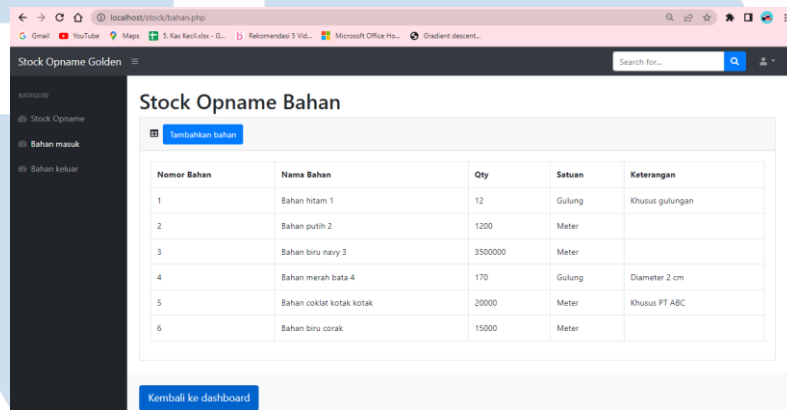 localhost/stock/bahan.php
Gmail YouTube Maps 5. Kas Kecil.xlsx - G... Rekomendasi 5 Vid... Microsoft Office Ho... Gradient descent...
Stock Opname Golden Search for...
KATEGORI
Stock Opname
Bahan masuk
Bahan keluar
Stock Opname Bahan
Tambahkan bahan
Nomor Bahan Nama Bahan Qty Satuan Keterangan
1 Bahan hitam 1 12 Gulung Khusus gulungan
2 Bahan putih 2 1200 Meter
3 Bahan biru navy 3 3500000 Meter
4 Bahan merah bata 4 170 Gulung Diameter 2 cm
5 Bahan coklat kotak kotak 20000 Meter Khusus PT ABC
6 Bahan biru corak 15000 Meter
Kembali ke dashboard